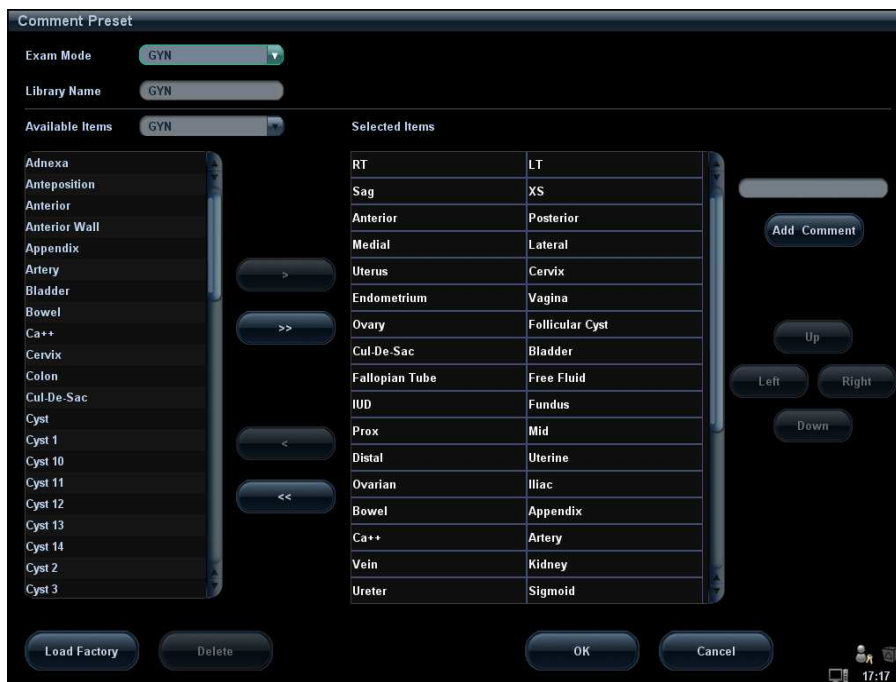 Comment Preset
Exam Mode GYN
Library Name GYN
Available Items GYN Selected Items
Adnexa
Anteposition
Anterior
Anterior Wall
Appendix
Artery
Bladder
Bowel
Ca++
Cervix
Colon
Cul-De-Sac
Cyst
Cyst 1
Cyst 10
Cyst 11
Cyst 12
Cyst 13
Cyst 14
Cyst 2
Cyst 3
>
>>
<
<<
RT LT
Sag XS
Anterior Posterior
Medial Lateral
Uterus Cervix
Endometrium Vagina
Ovary Follicular Cyst
Cul-De-Sac Bladder
Fallopian Tube Free Fluid
IUD Fundus
Prox Mid
Distal Uterine
Ovarian Iliac
Bowel Appendix
Ca++ Artery
Vein Kidney
Ureter Sigmoid
Add Comment
Up
Left Right
Down
Load Factory Delete OK Cancel
17:17